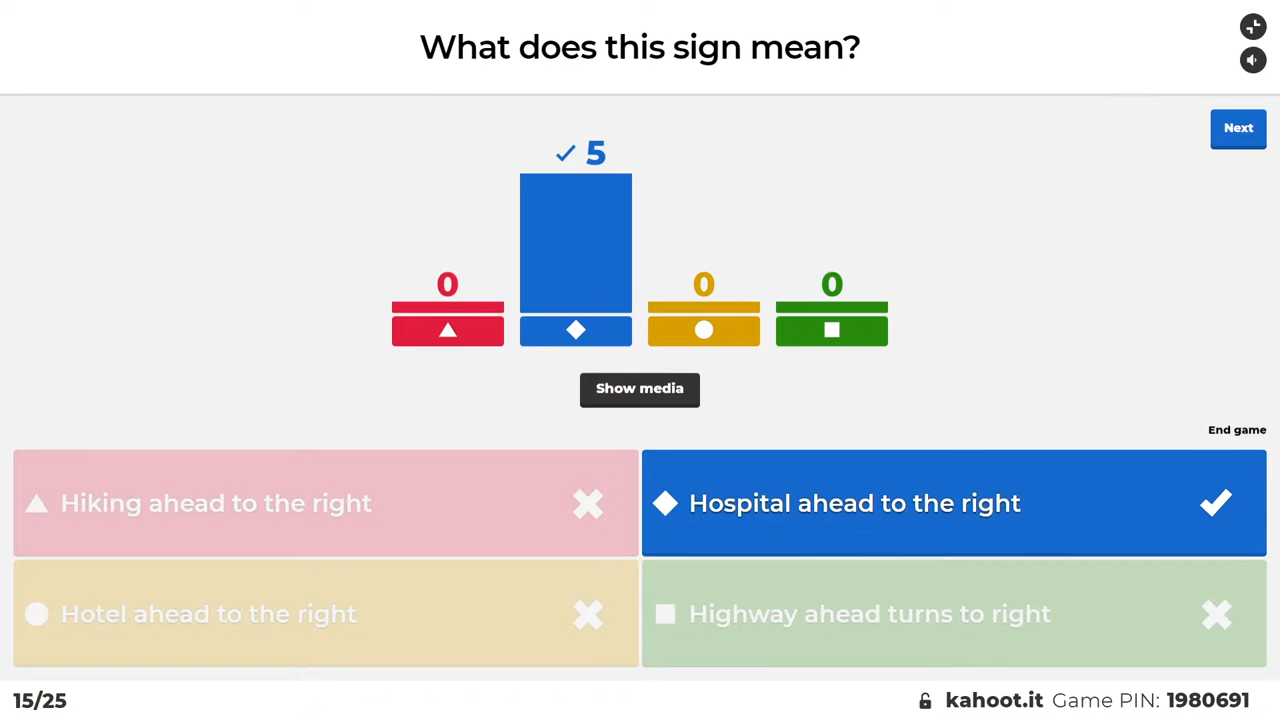 What does this sign mean?
Next
5
0
0
0
Show media
End game
Hiking ahead to the right
Hospital ahead to the right
Hotel ahead to the right
Highway ahead turns to right
15/25
kahoot.it Game PIN: 1980691